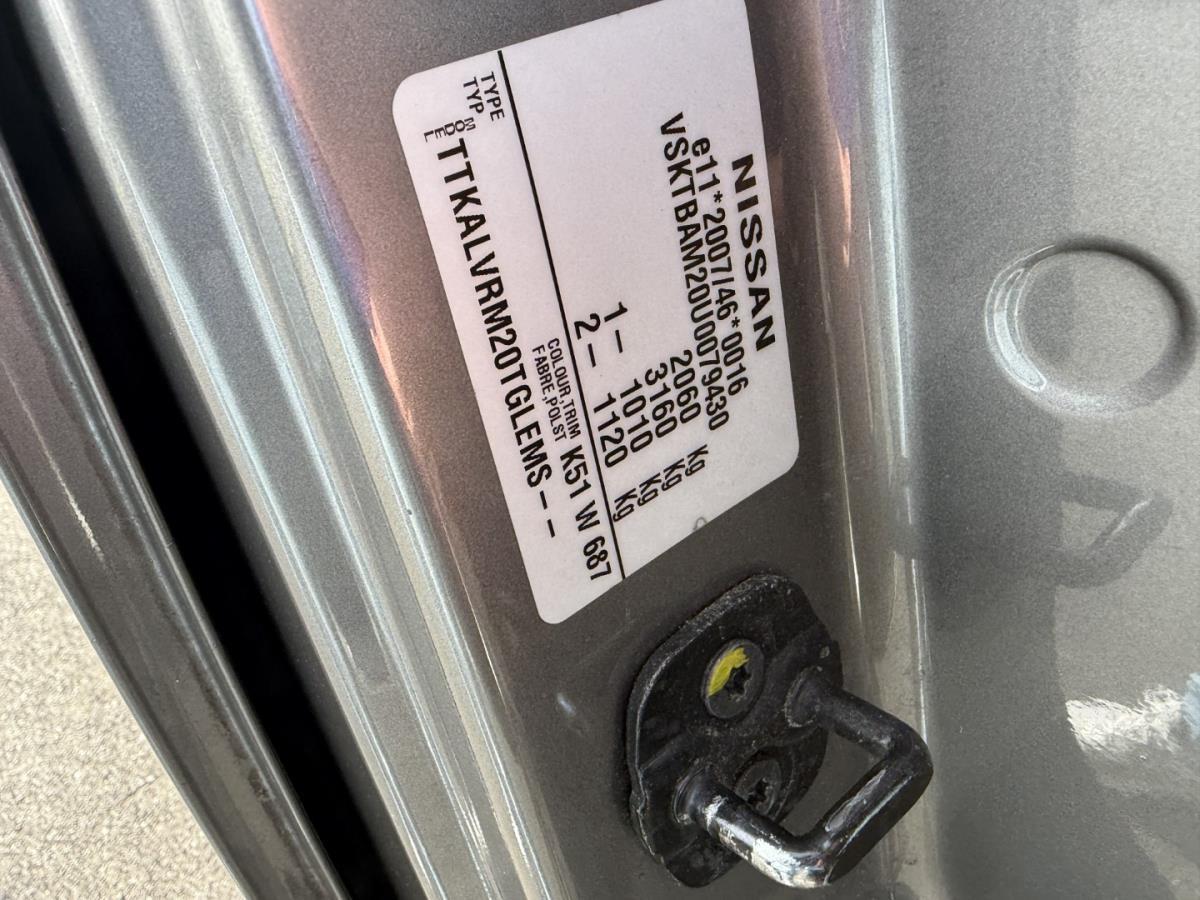 NISSAN
e11*2007/46*0016
VSKTBAM20U0079430
2060 Kg
3160 Kg
1- 1010 Kg
2- 1120 Kg
TYPE
TYP
MODEL TTKALVRM20TGLEMS--
COLOUR,TRIM
FABRE,POLST K51 W 687